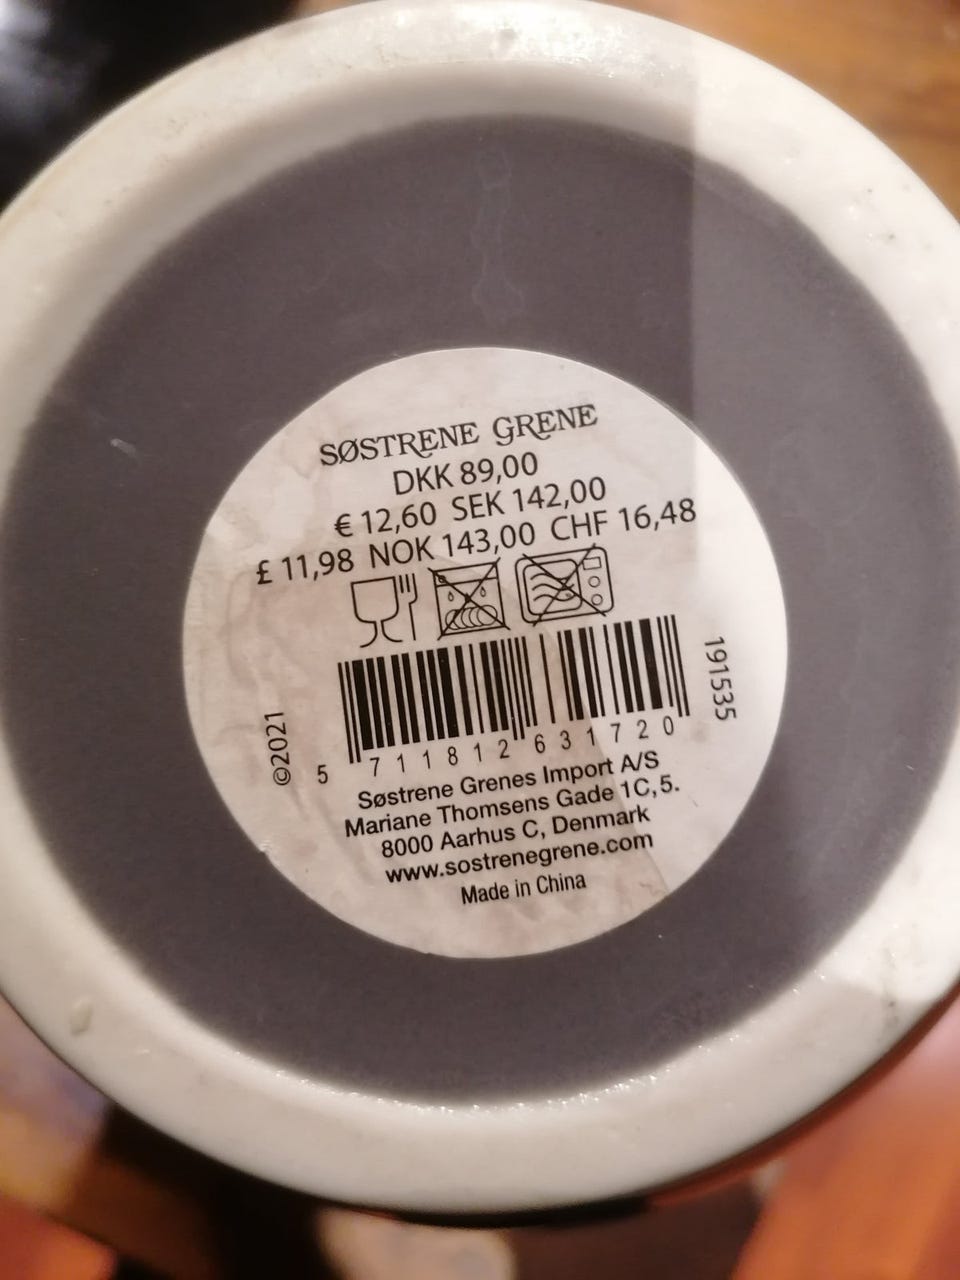 SØSTRENE GRENE
DKK 89,00
€ 12,60 SEK 142,00
£ 11,98 NOK 143,00 CHF 16,48
©2021
191535
5 711812 631720
Søstrene Grenes Import A/S
Mariane Thomsens Gade 1C,5.
8000 Aarhus C, Denmark
www.sostrenegrene.com
Made in China